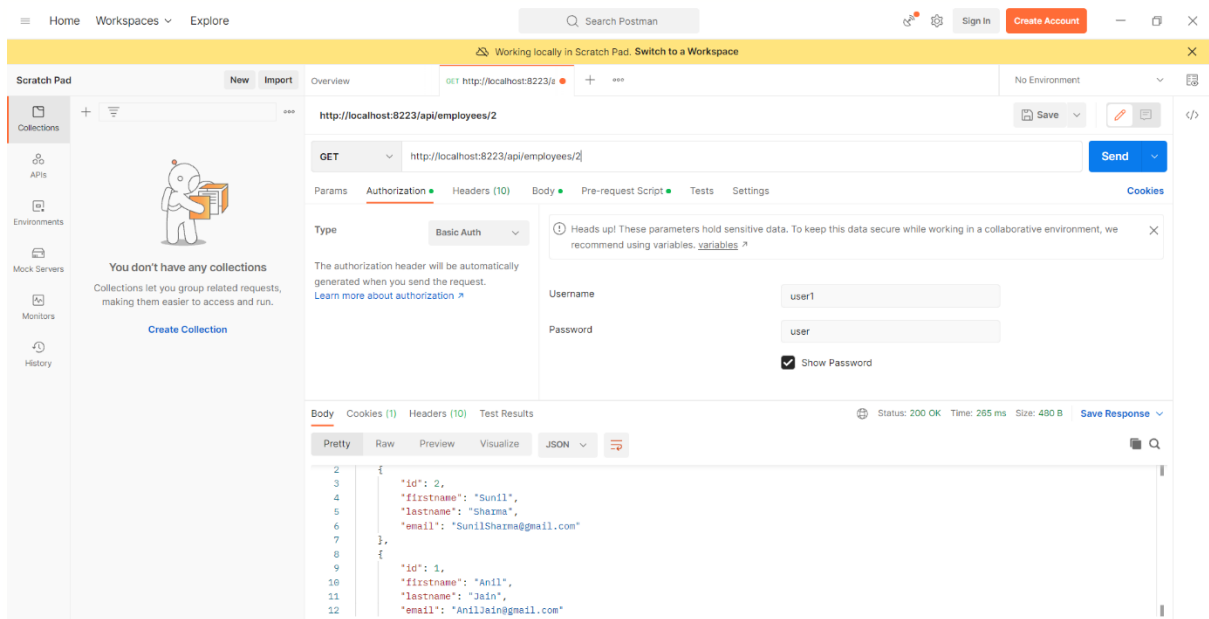 Home Workspaces Explore Search Postman Sign In Create Account
Working locally in Scratch Pad. Switch to a Workspace
Scratch Pad New Import Overview GET http://localhost:8223/a No Environment
http://localhost:8223/api/employees/2 Save
Collections
GET http://localhost:8223/api/employees/2 Send
APIs
Params Authorization Headers (10) Body Pre-request Script Tests Settings Cookies
Environments
Type Basic Auth Heads up! These parameters hold sensitive data. To keep this data secure while working in a collaborative environment, we
recommend using variables. variables
Mock Servers
You don't have any collections
Collections let you group related requests,
making them easier to access and run.
Create Collection
Monitors
History
The authorization header will be automatically
generated when you send the request.
Learn more about authorization
Username user1
Password user
Show Password
Body Cookies (1) Headers (10) Test Results Status: 200 OK Time: 265 ms Size: 480 B Save Response
Pretty Raw Preview Visualize JSON
2 {
3 "id": 2,
4 "firstname": "Sunil",
5 "lastname": "Sharma",
6 "email": "SunilSharma@gmail.com"
7 },
8 {
9 "id": 1,
10 "firstname": "Anil",
11 "lastname": "Jain",
12 "email": "AnilJain@gmail.com"